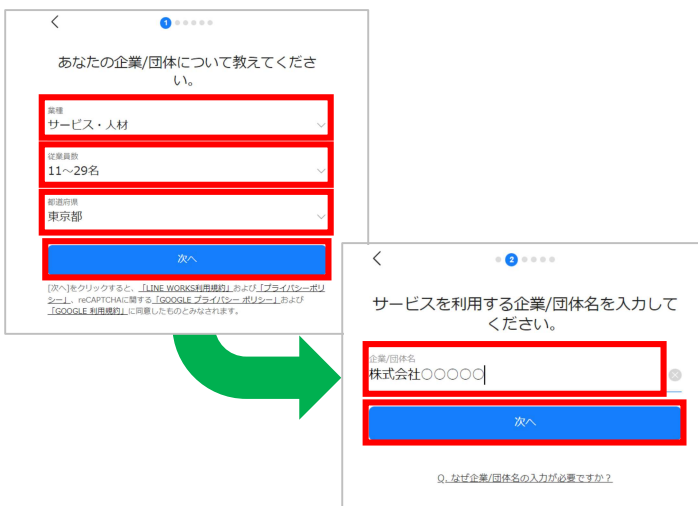 1
あなたの企業/団体について教えてくださ
い。
業種
サービス・人材
従業員数
11～29名
都道府県
東京都
次へ
[次へ]をクリックすると、「LINE WORKS利用規約」および「プライバシーポリ
シー」、reCAPTCHAに関する「GOOGLE プライバシー ポリシー」および
「GOOGLE 利用規約」に同意したものとみなされます。
2
サービスを利用する企業/団体名を入力して
ください。
企業/団体名
株式会社〇〇〇〇〇
次へ
Q. なぜ企業/団体名の入力が必要ですか？